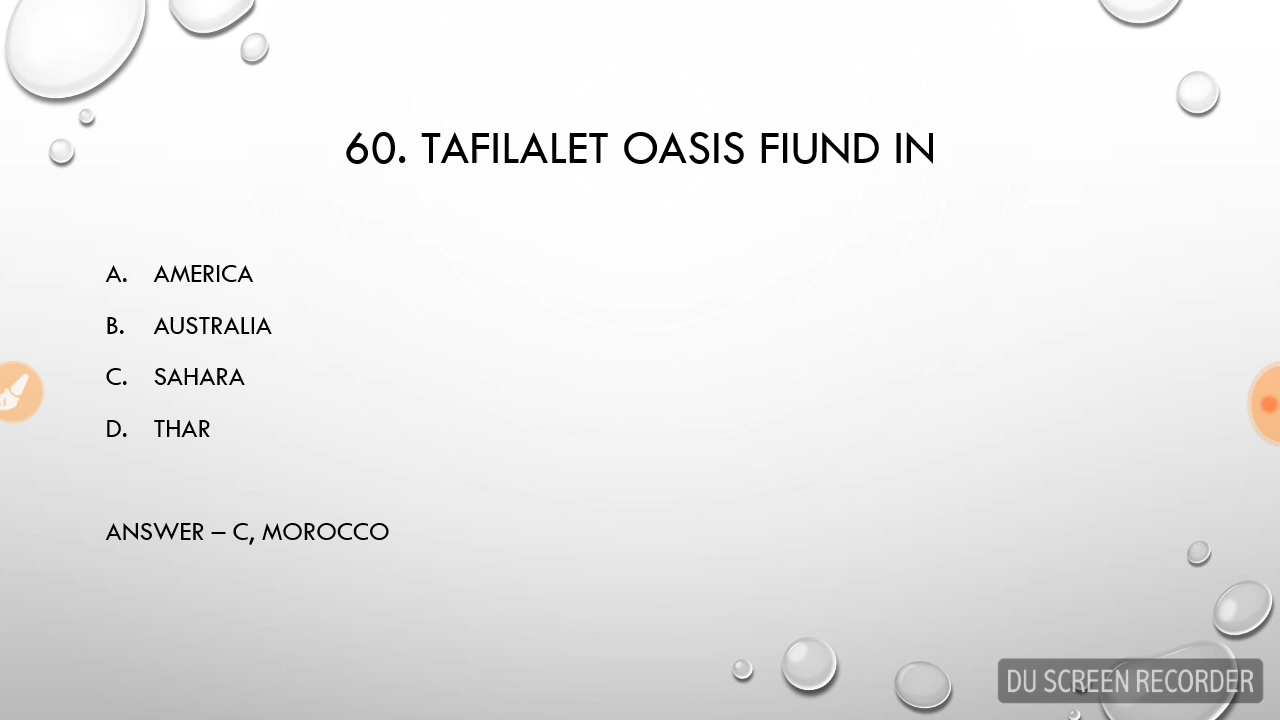 60. TAFILALET OASIS FIUND IN
A. AMERICA
B. AUSTRALIA
C. SAHARA
D. THAR
ANSWER – C, MOROCCO
DU SCREEN RECORDER